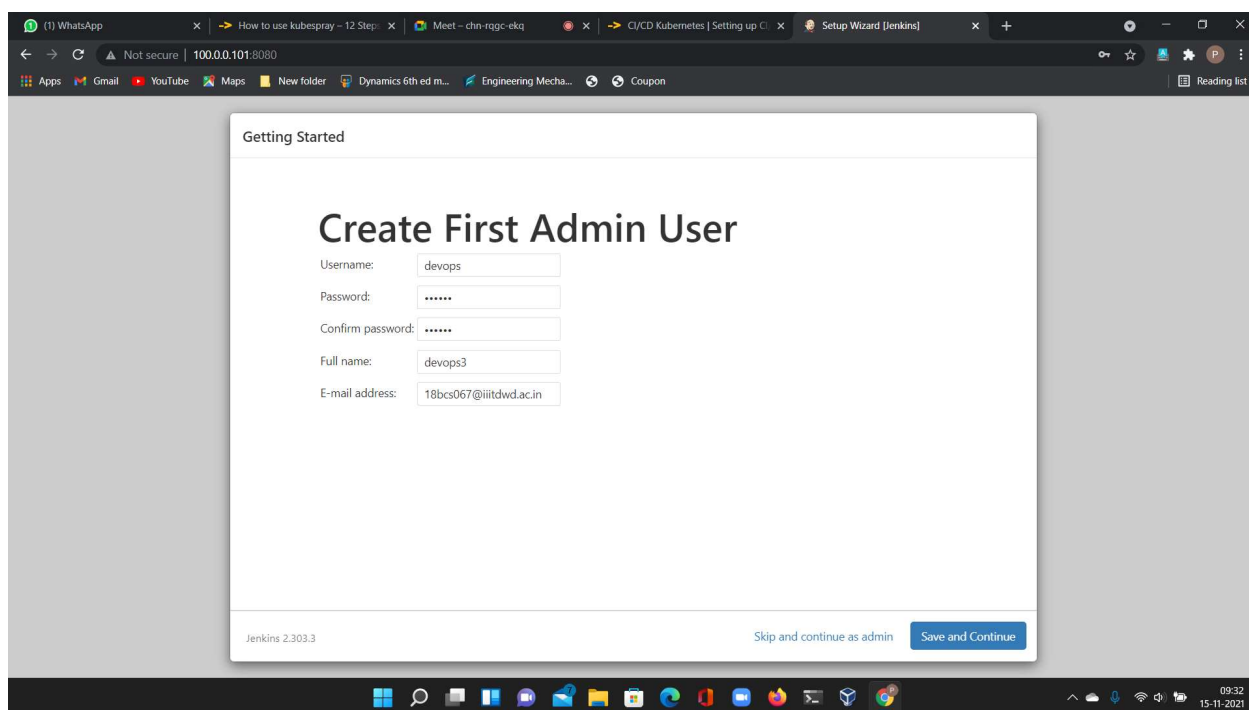 (1) WhatsApp
How to use kubespray – 12 Steps
Meet – chn-rqgc-ekq
CI/CD Kubernetes | Setting up CI
Setup Wizard [Jenkins]
Not secure | 100.0.0.101:8080
Apps Gmail YouTube Maps New folder Dynamics 6th ed m... Engineering Mecha... Coupon Reading list
Getting Started
Create First Admin User
Username: devops
Password: ••••••
Confirm password: ••••••
Full name: devops3
E-mail address: 18bcs067@iiitdwd.ac.in
Jenkins 2.303.3
Skip and continue as admin
Save and Continue
09:32
15-11-2021